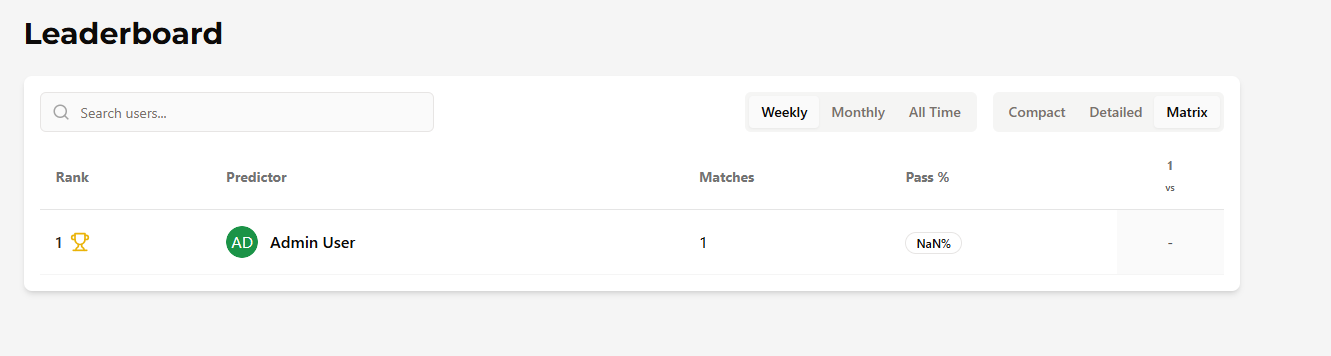 Leaderboard
Search users... Weekly Monthly All Time Compact Detailed Matrix
Rank Predictor Matches Pass % 1
vs
1 AD Admin User 1 NaN% -